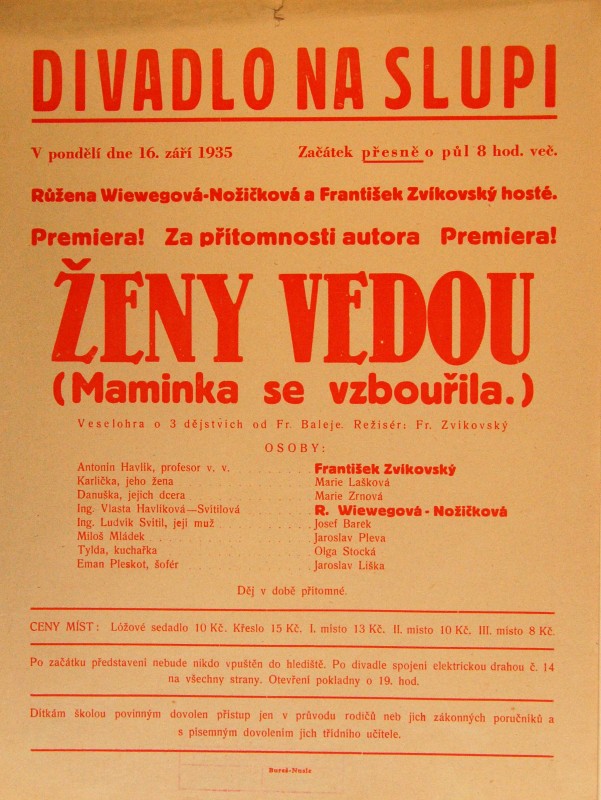 DIVADLO NA SLUPI
V pondělí dne 16. září 1935 Začátek přesně o půl 8 hod. več.
Růžena Wiewegová-Nožičková a František Zvíkovský hosté.
Premiera! Za přítomnosti autora Premiera!
ŽENY VEDOU
(Maminka se vzbouřila.)
Veselohra o 3 dějstvích od Fr. Baleje. Režisér: Fr. Zvíkovský
OSOBY:
Antonín Havlík, profesor v. v. František Zvíkovský
Karlička, jeho žena Marie Lašková
Danuška, jejich dcera Marie Zrnová
Ing. Vlasta Havlíková—Svítilová R. Wiewegová - Nožičková
Ing. Ludvík Svítil, její muž Josef Barek
Miloš Mládek Jaroslav Pleva
Tylda, kuchařka Olga Stocká
Eman Pleskot, šofér Jaroslav Liška
Děj v době přítomné.
CENY MÍST: Lóžové sedadlo 10 Kč. Křeslo 15 Kč. I. místo 13 Kč. II. místo 10 Kč. III. místo 8 Kč.
Po začátku představení nebude nikdo vpuštěn do hlediště. Po divadle spojení elektrickou drahou č. 14
na všechny strany. Otevření pokladny o 19. hod.
Dítkám školou povinným dovolen přístup jen v průvodu rodičů neb jich zákonných poručníků a
s písemným dovolením jich třídního učitele.
Bureš-Nusle